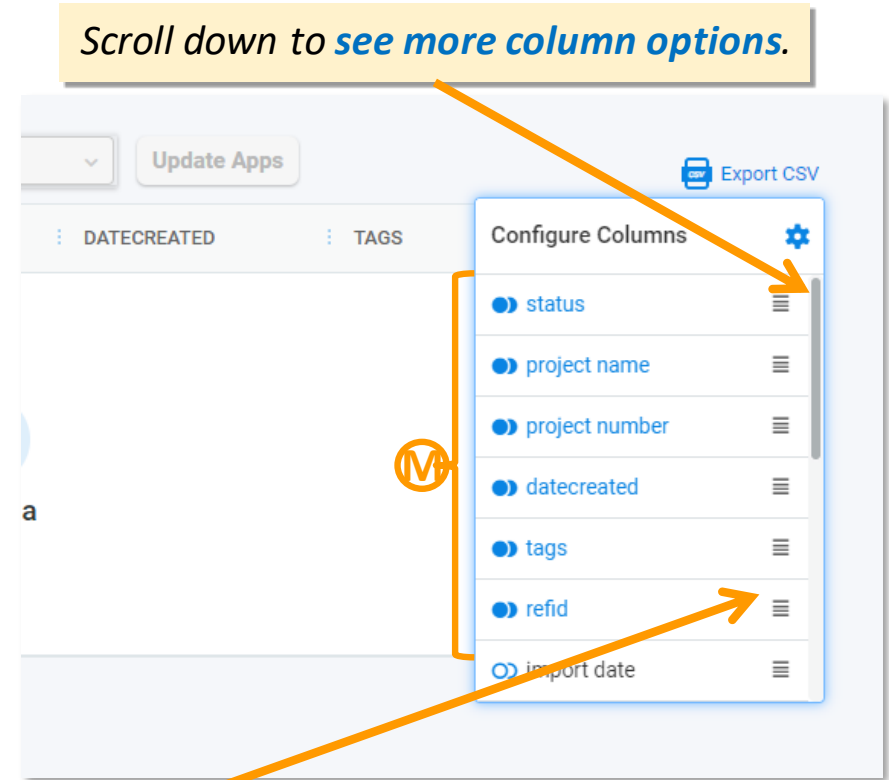 Scroll down to see more column options.
Update Apps
CSV Export CSV
DATECREATED TAGS Configure Columns
status
project name
project number
M
datecreated
a
tags
refid
import date